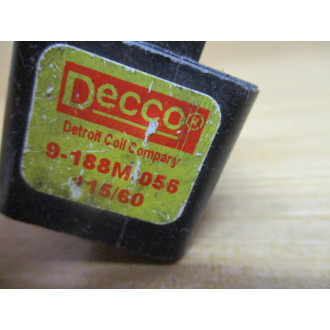 Decco®
Detroit Coil Company
9-188M-056
115/60